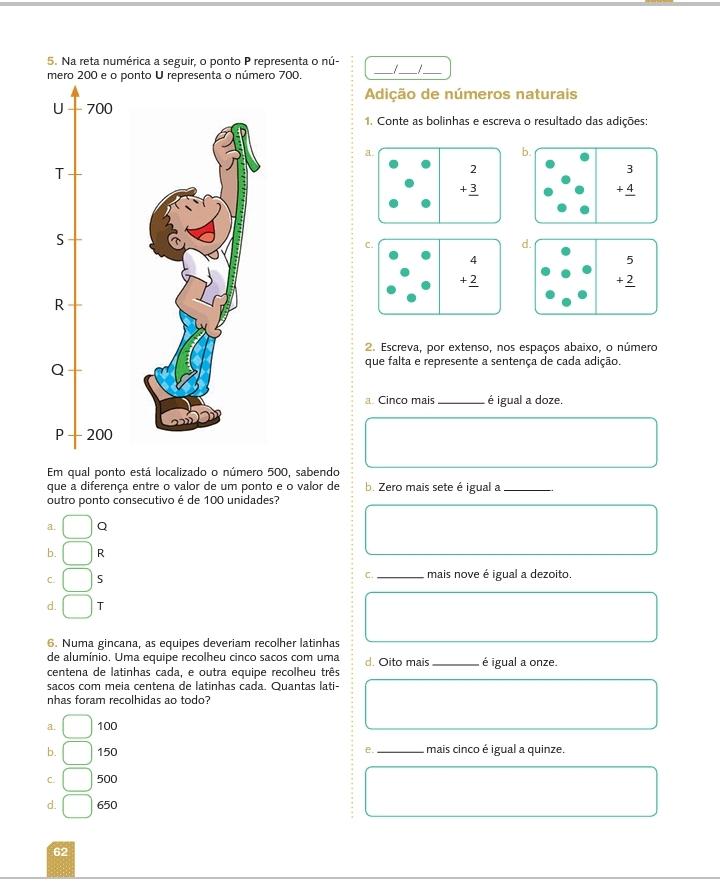 5. Na reta numérica a seguir, o ponto P representa o nú-
mero 200 e o ponto U representa o número 700.
U 700
T
S
R
Q
P 200
Em qual ponto está localizado o número 500, sabendo
que a diferença entre o valor de um ponto e o valor de
outro ponto consecutivo é de 100 unidades?
a. Q
b. R
c. S
d. T
6. Numa gincana, as equipes deveriam recolher latinhas
de alumínio. Uma equipe recolheu cinco sacos com uma
centena de latinhas cada, e outra equipe recolheu três
sacos com meia centena de latinhas cada. Quantas lati-
nhas foram recolhidas ao todo?
a. 100
b. 150
c. 500
d. 650
62
___/___/___
Adição de números naturais
1. Conte as bolinhas e escreva o resultado das adições:
a.
2
+ 3
b.
3
+ 4
c.
4
+ 2
d.
5
+ 2
2. Escreva, por extenso, nos espaços abaixo, o número
que falta e represente a sentença de cada adição.
a. Cinco mais ________ é igual a doze.
b. Zero mais sete é igual a ________.
c. ________ mais nove é igual a dezoito.
d. Oito mais ________ é igual a onze.
e. ________ mais cinco é igual a quinze.